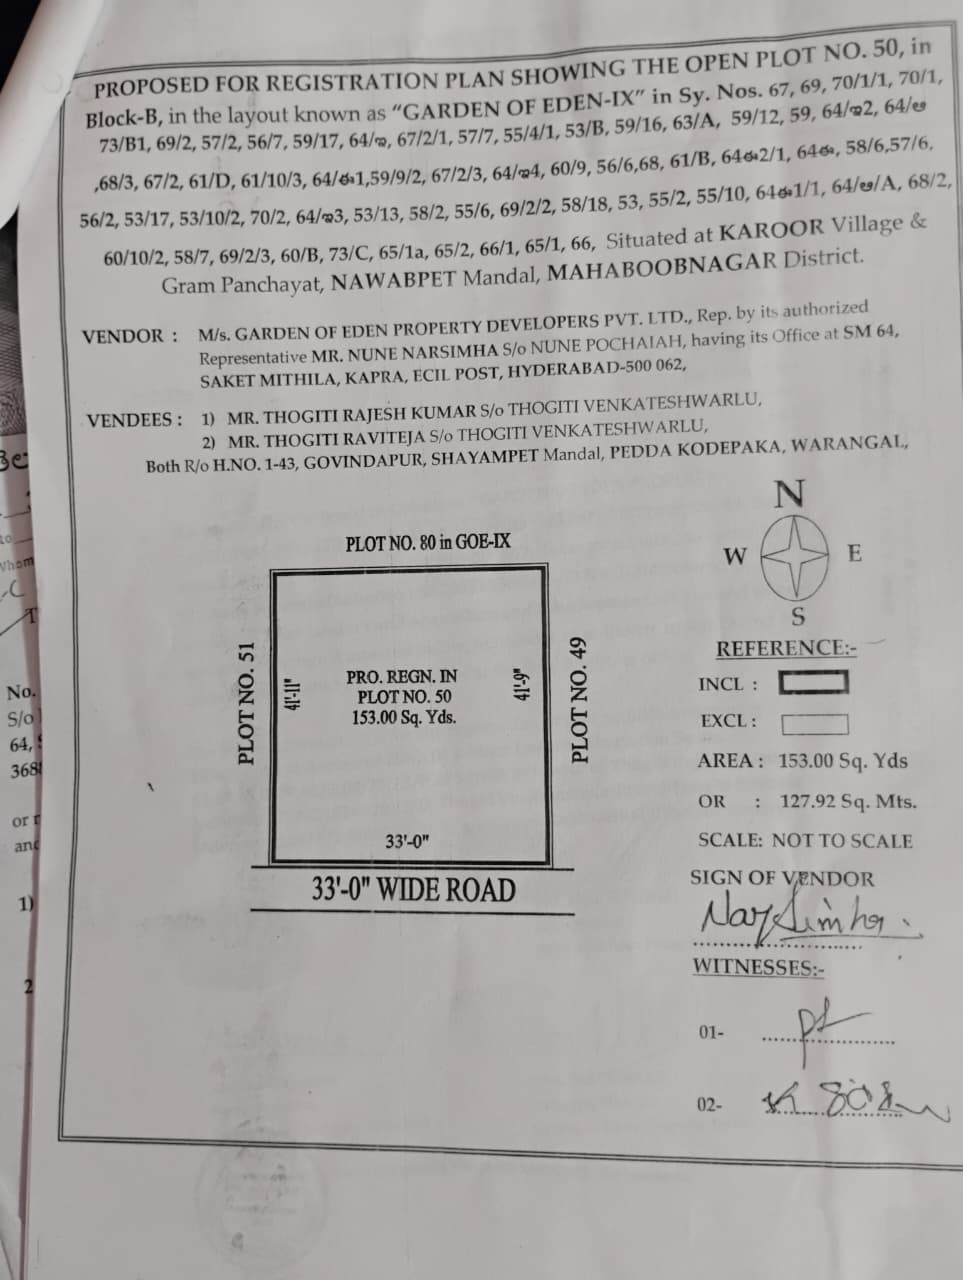 PROPOSED FOR REGISTRATION PLAN SHOWING THE OPEN PLOT NO. 50, in
Block-B, in the layout known as "GARDEN OF EDEN-IX" in Sy. Nos. 67, 69, 70/1/1, 70/1,
73/B1, 69/2, 57/2, 56/7, 59/17, 64/ఇ, 67/2/1, 57/7, 55/4/1, 53/B, 59/16, 63/A, 59/12, 59, 64/ఇ2, 64/ఆ
,68/3, 67/2, 61/D, 61/10/3, 64/ఈ1,59/9/2, 67/2/3, 64/ఇ4, 60/9, 56/6,68, 61/B, 64ఈ2/1, 64ఈ, 58/6,57/6,
56/2, 53/17, 53/10/2, 70/2, 64/ఇ3, 53/13, 58/2, 55/6, 69/2/2, 58/18, 53, 55/2, 55/10, 64ఈ1/1, 64/ఆ/A, 68/2,
60/10/2, 58/7, 69/2/3, 60/B, 73/C, 65/1a, 65/2, 66/1, 65/1, 66, Situated at KAROOR Village &
Gram Panchayat, NAWABPET Mandal, MAHABOOBNAGAR District.
VENDOR : M/s. GARDEN OF EDEN PROPERTY DEVELOPERS PVT. LTD., Rep. by its authorized
Representative MR. NUNE NARSIMHA S/o NUNE POCHAIAH, having its Office at SM 64,
SAKET MITHILA, KAPRA, ECIL POST, HYDERABAD-500 062,
VENDEES : 1) MR. THOGITI RAJESH KUMAR S/o THOGITI VENKATESHWARLU,
2) MR. THOGITI RAVITEJA S/o THOGITI VENKATESHWARLU,
Both R/o H.NO. 1-43, GOVINDAPUR, SHAYAMPET Mandal, PEDDA KODEPAKA, WARANGAL,
N
W E
S
PLOT NO. 80 in GOE-IX
PLOT NO. 51
41'-11"
PRO. REGN. IN
PLOT NO. 50
153.00 Sq. Yds.
41'-9"
PLOT NO. 49
33'-0"
33'-0" WIDE ROAD
REFERENCE:-
INCL :
EXCL :
AREA : 153.00 Sq. Yds
OR : 127.92 Sq. Mts.
SCALE: NOT TO SCALE
SIGN OF VENDOR
Narsimha
WITNESSES:-
01-
02-
No.
S/o
64,
368
or
and
1)
2